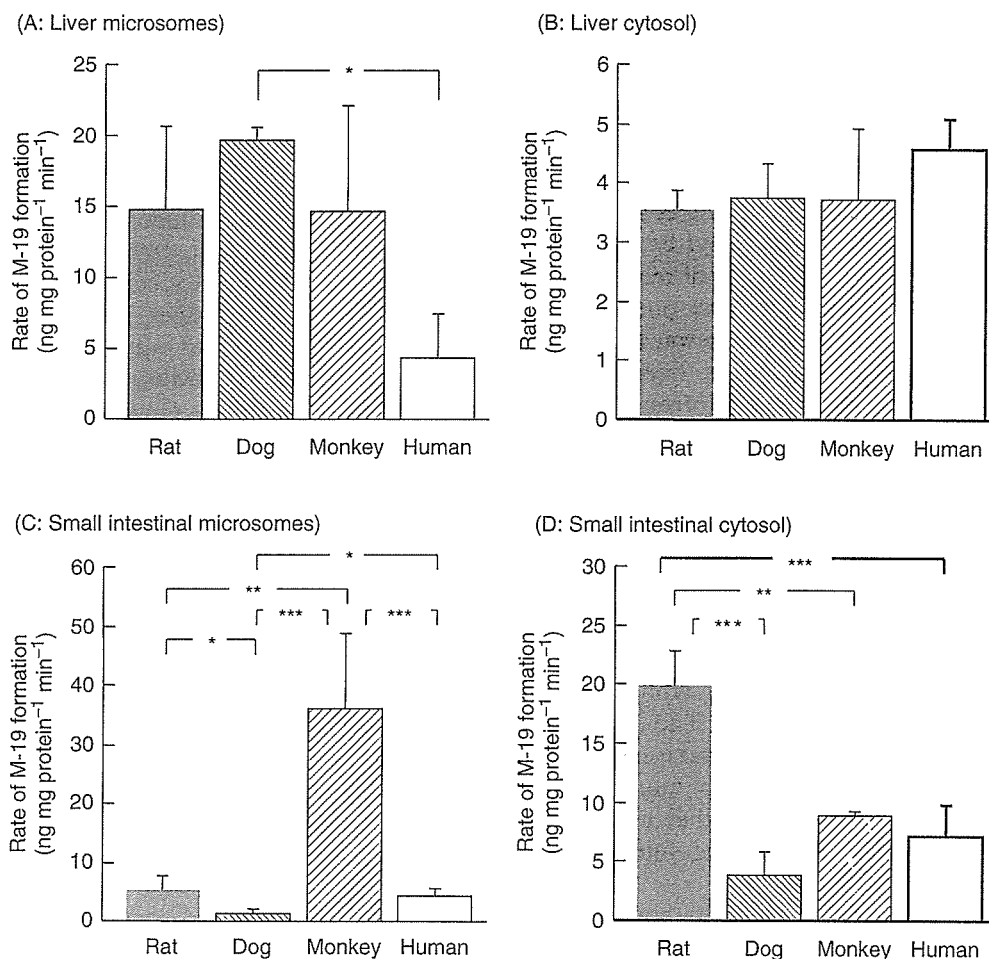 (A: Liver microsomes)
Rate of M-19 formation
(ng mg protein⁻¹ min⁻¹)
25
20
15
10
5
0
*
Rat Dog Monkey Human
(B: Liver cytosol)
Rate of M-19 formation
(ng mg protein⁻¹ min⁻¹)
6
5
4
3
2
1
0
Rat Dog Monkey Human
(C: Small intestinal microsomes)
Rate of M-19 formation
(ng mg protein⁻¹ min⁻¹)
60
50
40
30
20
10
5
0
*
**
*** ***
*
Rat Dog Monkey Human
(D: Small intestinal cytosol)
Rate of M-19 formation
(ng mg protein⁻¹ min⁻¹)
30
25
20
15
10
5
0
***
**
***
Rat Dog Monkey Human